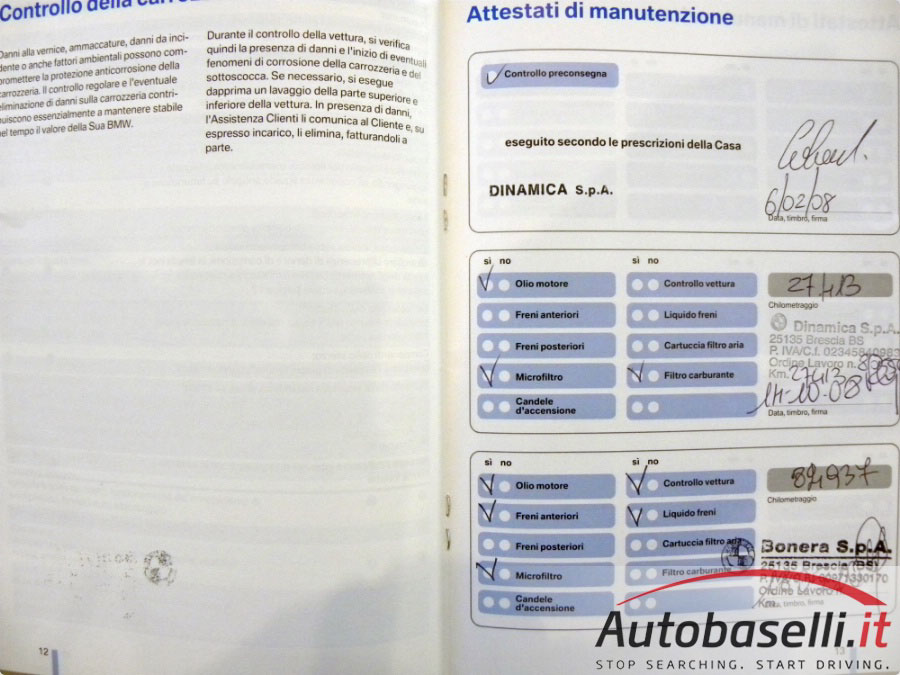 Controllo della
Danni alla vernice, ammaccature, danni da inci-
dente o anche fattori ambientali possono com-
promettere la protezione anticorrosione della
carrozzeria. Il controllo regolare e l'eventuale
eliminazione di danni sulla carrozzeria contri-
buiscono essenzialmente a mantenere stabile
nel tempo il valore della Sua BMW.
Durante il controllo della vettura, si verifica
quindi la presenza di danni e l'inizio di eventuali
fenomeni di corrosione della carrozzeria e del
sottoscocca. Se necessario, si esegue
dapprima un lavaggio della parte superiore e
inferiore della vettura. In presenza di danni,
l'Assistenza Clienti li comunica al Cliente e, su
espresso incarico, li elimina, fatturandoli a
parte.
12
Attestati di manutenzione
Controllo preconsegna
eseguito secondo le prescrizioni della Casa
DINAMICA S.p.A.
6/02/08
Data, timbro, firma
sì no
Olio motore
Freni anteriori
Freni posteriori
Microfiltro
Candele
d'accensione
sì no
Controllo vettura
Liquido freni
Cartuccia filtro aria
Filtro carburante
27413
Chilometraggio
Dinamica S.p.A.
25135 Brescia BS
P. IVA/C.f.
Ordine Lavoro n.
Km. 27413
14-10-08
Data, timbro, firma
sì no
Olio motore
Freni anteriori
Freni posteriori
Microfiltro
Candele
d'accensione
sì no
Controllo vettura
Liquido freni
Cartuccia filtro aria
Filtro carburante
Chilometraggio
Bonera S.p.A.
25135 Brescia (BS)
Ordine Lavoro n.
Km.
timbro, firma
13
Autobaselli.it
STOP SEARCHING. START DRIVING.